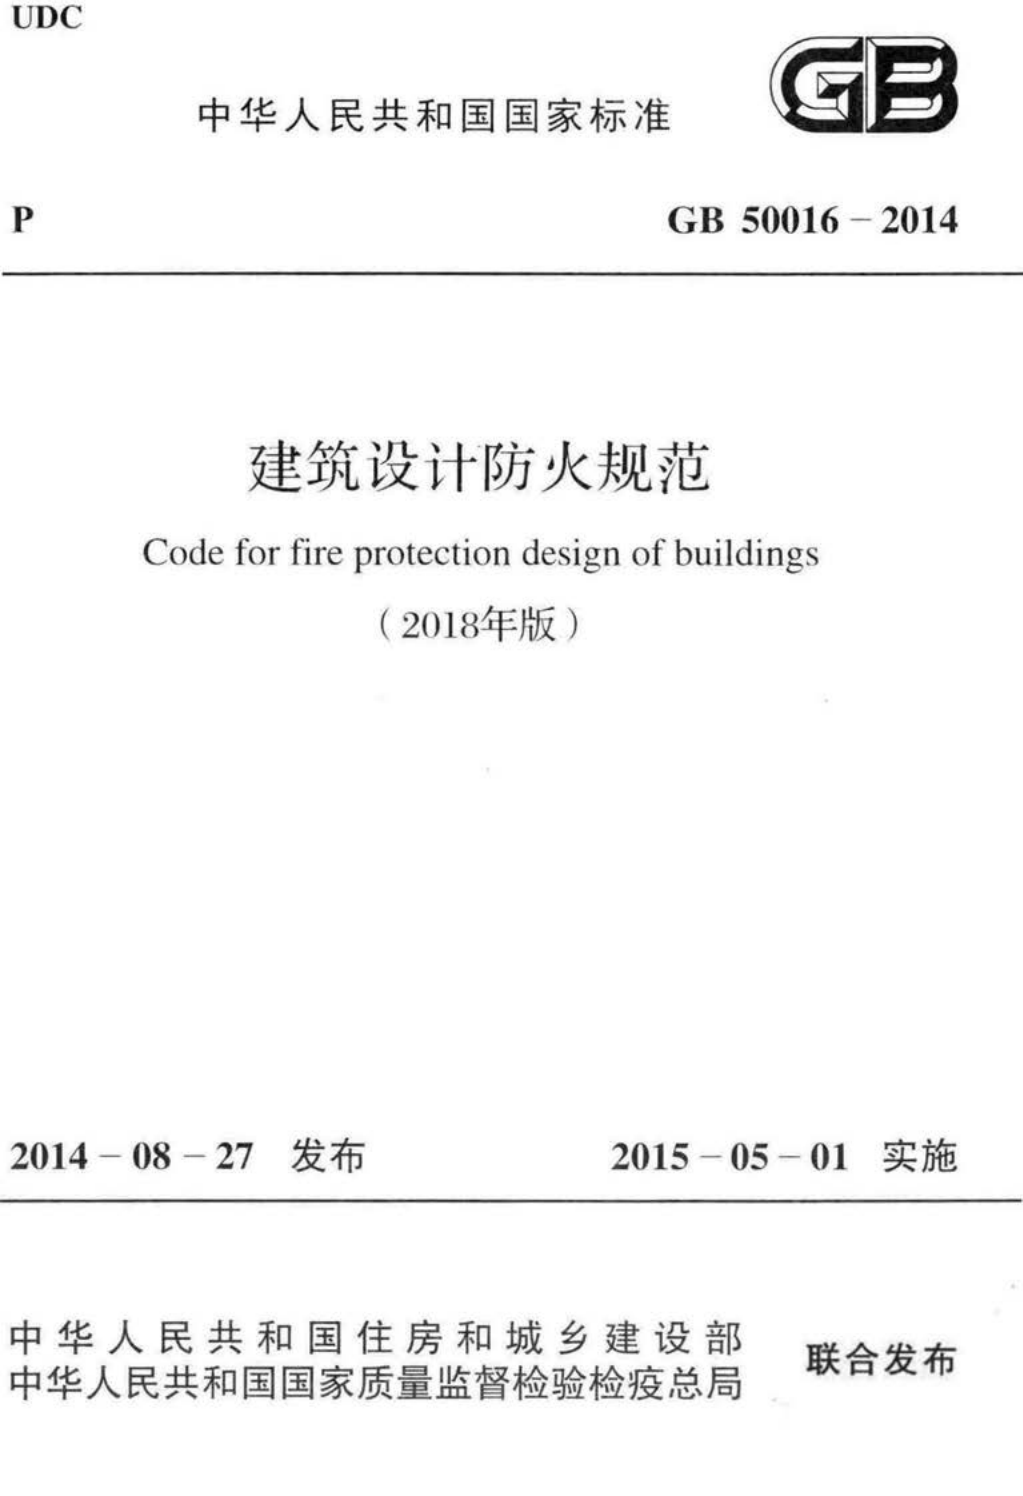 UDC
GB
中华人民共和国国家标准
P
GB 50016－2014
建筑设计防火规范
Code for fire protection design of buildings
（2018年版）
2014－08－27 发布
2015－05－01 实施
中华人民共和国住房和城乡建设部
中华人民共和国国家质量监督检验检疫总局
联合发布